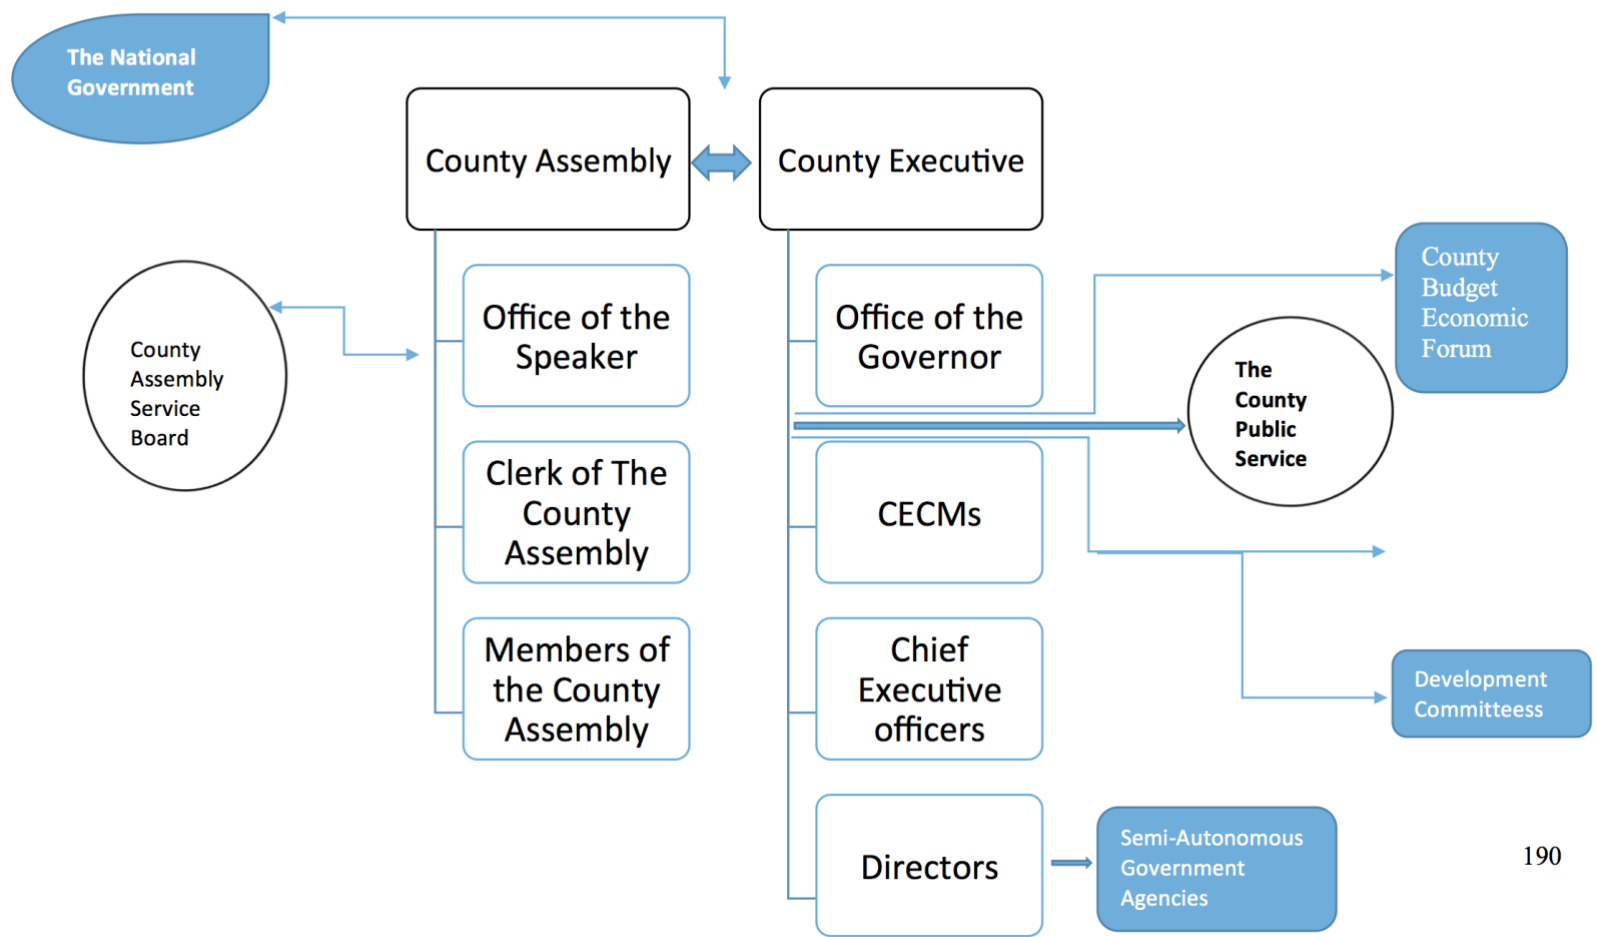 The National
Government
County Assembly
County Executive
County
Assembly
Service
Board
Office of the
Speaker
Clerk of The
County
Assembly
Members of
the County
Assembly
Office of the
Governor
CECMs
Chief
Executive
officers
Directors
County
Budget
Economic
Forum
The
County
Public
Service
Development
Committeess
Semi-Autonomous
Government
Agencies
190